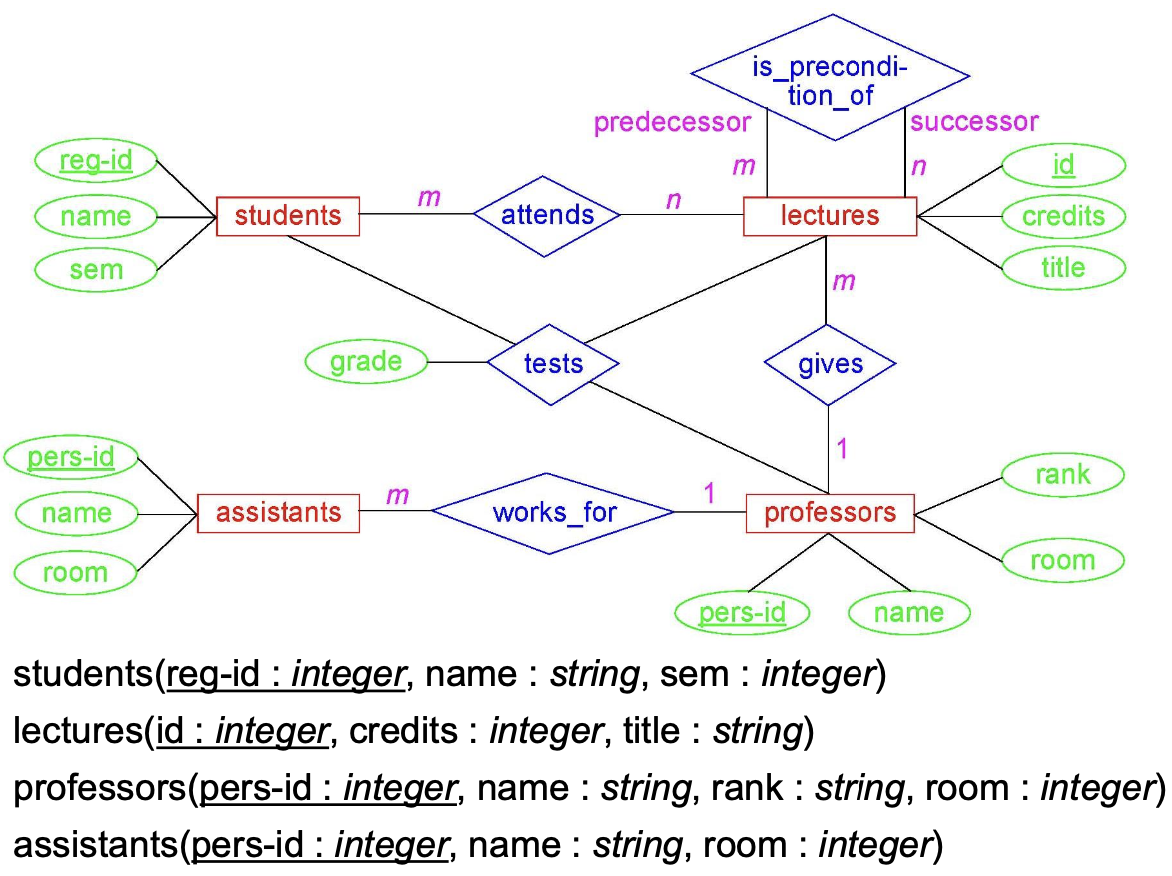 is_precondi-
tion_of
predecessor
successor
m
n
reg-id
name
sem
students
m
attends
n
lectures
id
credits
title
m
grade
tests
gives
1
pers-id
name
room
assistants
m
works_for
1
professors
rank
room
pers-id
name
students(reg-id : integer, name : string, sem : integer)
lectures(id : integer, credits : integer, title : string)
professors(pers-id : integer, name : string, rank : string, room : integer)
assistants(pers-id : integer, name : string, room : integer)